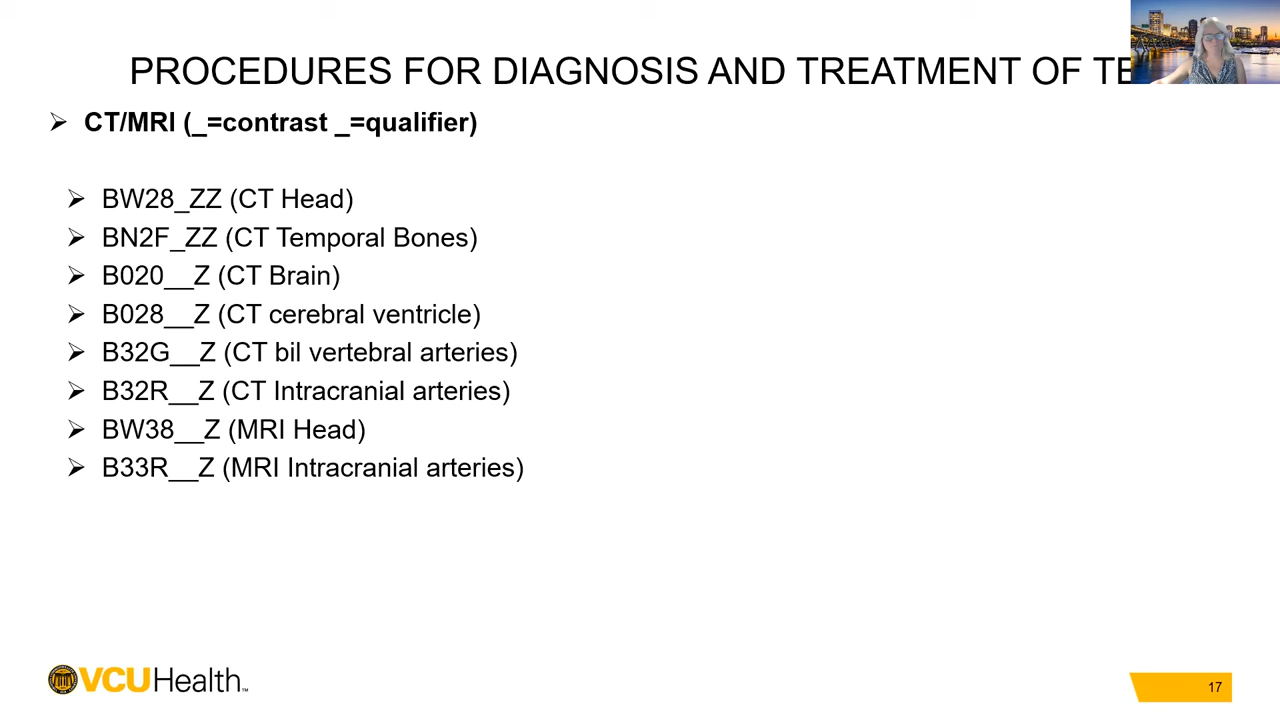 PROCEDURES FOR DIAGNOSIS AND TREATMENT OF
➢ CT/MRI (_=contrast _=qualifier)
➢ BW28_ZZ (CT Head)
➢ BN2F_ZZ (CT Temporal Bones)
➢ B020__Z (CT Brain)
➢ B028__Z (CT cerebral ventricle)
➢ B32G__Z (CT bil vertebral arteries)
➢ B32R__Z (CT Intracranial arteries)
➢ BW38__Z (MRI Head)
➢ B33R__Z (MRI Intracranial arteries)
VCUHealth™
17